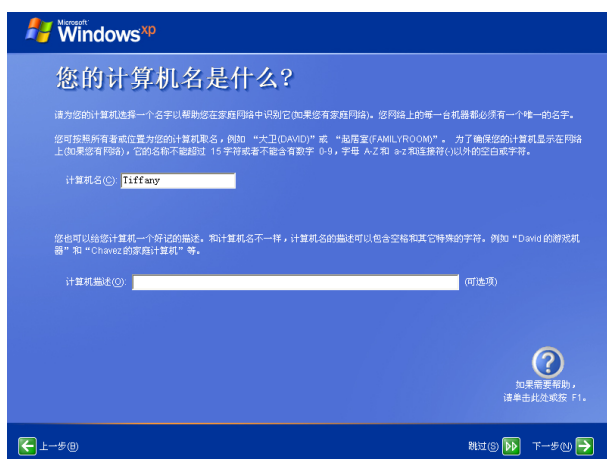 Microsoft
Windows xp
您的计算机名是什么?
请为您的计算机选择一个名字以帮助您在家庭网络中识别它(如果您有家庭网络)。您网络上的每一台机器都必须有一个唯一的名字。
您可按照所有者或位置为您的计算机取名，例如 “大卫(DAVID)” 或 “起居室(FAMILYROOM)” 。 为了确保您的计算机显示在网络
上(如果您有网络)，它的名称不能超过 15 字符或者不能含有数字 0-9，字母 A-Z 和 a-z 和连接符(-)以外的空白或字符。
计算机名(C): Tiffany
您也可以给您计算机一个好记的描述。和计算机名不一样，计算机名的描述可以包含空格和其它特殊的字符。例如 “David 的游戏机
器” 和 “Chavez 的家庭计算机” 等。
计算机描述(O): (可选项)
如果需要帮助，
请单击此处或按 F1。
上一步(B) 跳过(S) 下一步(N)